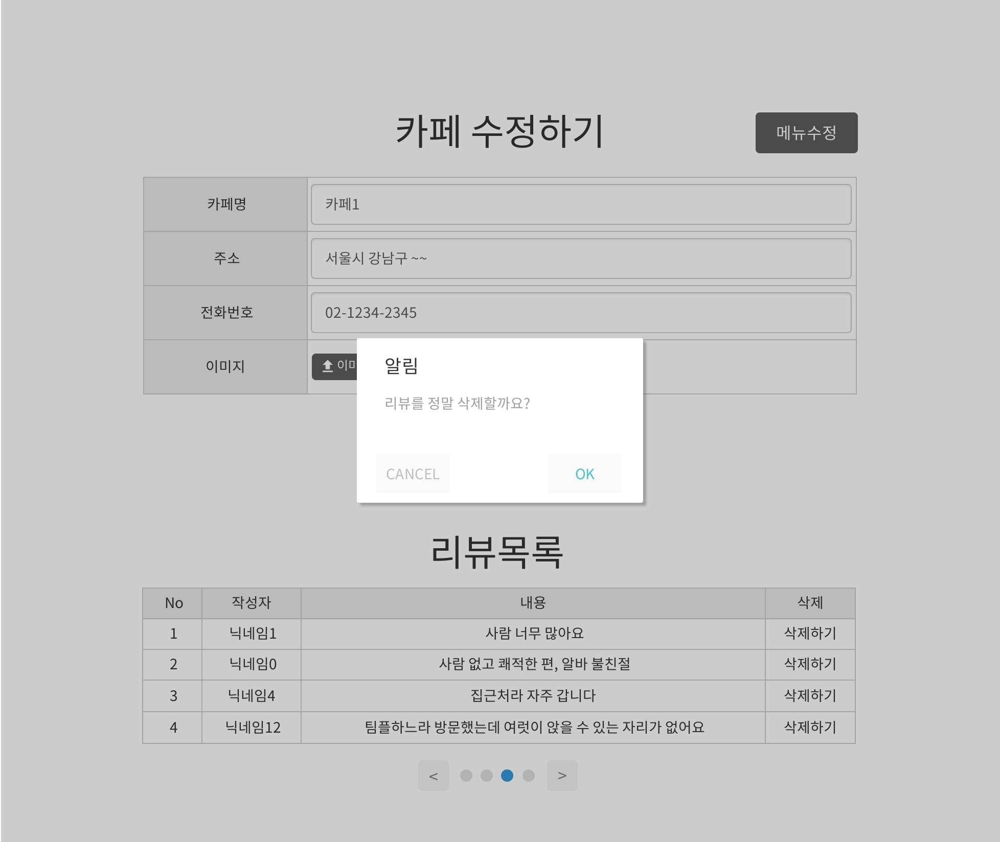 카페 수정하기
메뉴수정
카페명
카페1
주소
서울시 강남구 ~~
전화번호
02-1234-2345
이미지
알림
리뷰를 정말 삭제할까요?
CANCEL
OK
리뷰목록
No 작성자 내용 삭제
1 닉네임1 사람 너무 많아요 삭제하기
2 닉네임0 사람 없고 쾌적한 편, 알바 불친절 삭제하기
3 닉네임4 집근처라 자주 갑니다 삭제하기
4 닉네임12 팀플하느라 방문했는데 여럿이 앉을 수 있는 자리가 없어요 삭제하기
< >